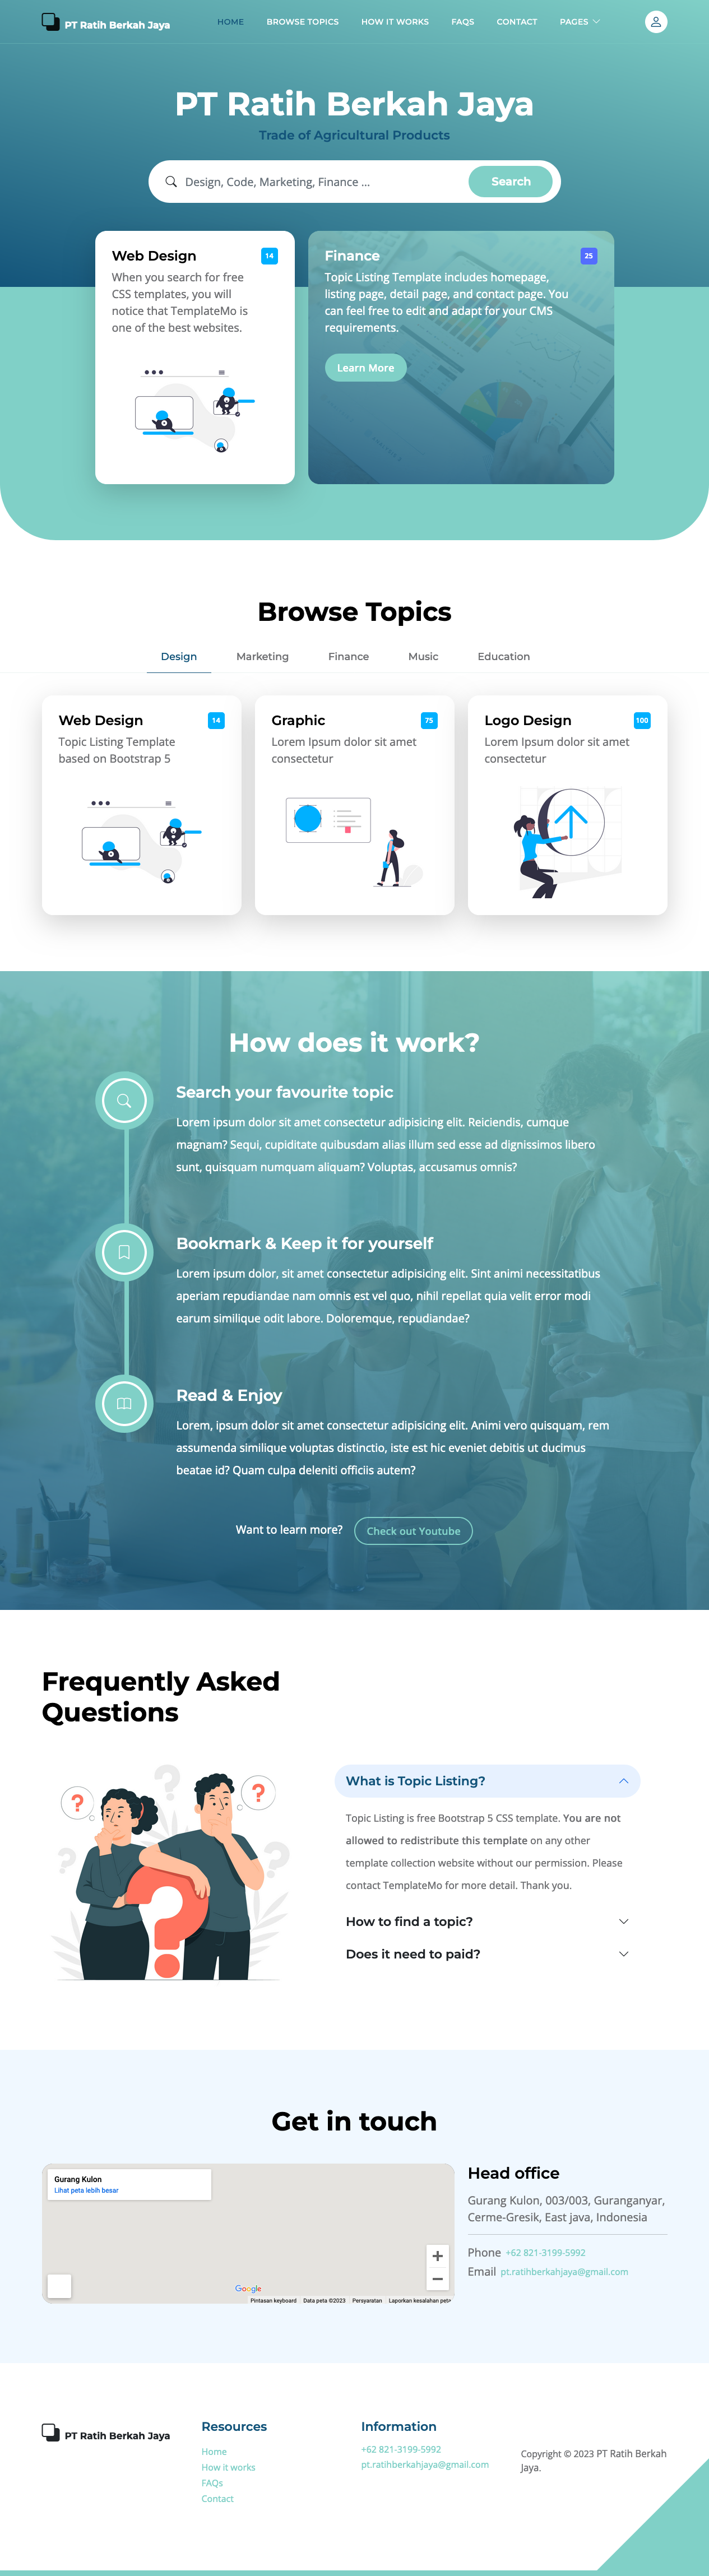 PT Ratih Berkah Jaya
HOME
BROWSE TOPICS
HOW IT WORKS
FAQS
CONTACT
PAGES
PT Ratih Berkah Jaya
Trade of Agricultural Products
Design, Code, Marketing, Finance ...
Search
Web Design
14
When you search for free
CSS templates, you will
notice that TemplateMo is
one of the best websites.
Finance
25
Topic Listing Template includes homepage,
listing page, detail page, and contact page. You
can feel free to edit and adapt for your CMS
requirements.
Learn More
Browse Topics
Design
Marketing
Finance
Music
Education
Web Design
14
Topic Listing Template
based on Bootstrap 5
Graphic
75
Lorem Ipsum dolor sit amet
consectetur
Logo Design
100
Lorem Ipsum dolor sit amet
consectetur
How does it work?
Search your favourite topic
Lorem ipsum dolor sit amet consectetur adipisicing elit. Reiciendis, cumque
magnam? Sequi, cupiditate quibusdam alias illum sed esse ad dignissimos libero
sunt, quisquam numquam aliquam? Voluptas, accusamus omnis?
Bookmark & Keep it for yourself
Lorem ipsum dolor, sit amet consectetur adipisicing elit. Sint animi necessitatibus
aperiam repudiandae nam omnis est vel quo, nihil repellat quia velit error modi
earum similique odit labore. Doloremque, repudiandae?
Read & Enjoy
Lorem, ipsum dolor sit amet consectetur adipisicing elit. Animi vero quisquam, rem
assumenda similique voluptas distinctio, iste est hic eveniet debitis ut ducimus
beatae id? Quam culpa deleniti officiis autem?
Want to learn more?
Check out Youtube
Frequently Asked
Questions
?
?
?
?
?
?
What is Topic Listing?
Topic Listing is free Bootstrap 5 CSS template. You are not
allowed to redistribute this template on any other
template collection website without our permission. Please
contact TemplateMo for more detail. Thank you.
How to find a topic?
Does it need to paid?
Get in touch
Gurang Kulon
Lihat peta lebih besar
Google
Pintasan keyboard
Data peta ©2023
Persyaratan
Laporkan kesalahan peta
Head office
Gurang Kulon, 003/003, Guranganyar,
Cerme-Gresik, East java, Indonesia
Phone +62 821-3199-5992
Email pt.ratihberkahjaya@gmail.com
PT Ratih Berkah Jaya
Resources
Home
How it works
FAQs
Contact
Information
+62 821-3199-5992
pt.ratihberkahjaya@gmail.com
Copyright © 2023 PT Ratih Berkah
Jaya.